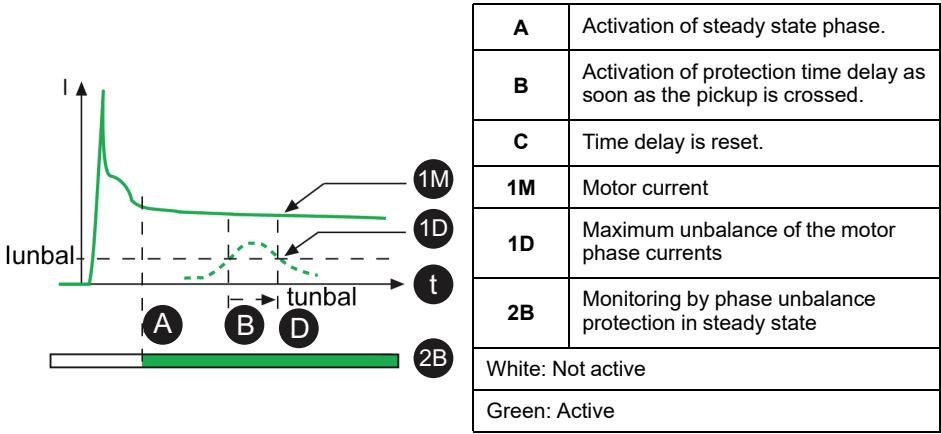 I
1M
1D
Iunbal
t
tunbal
A
B
D
2B
A
Activation of steady state phase.
B
Activation of protection time delay as
soon as the pickup is crossed.
C
Time delay is reset.
1M
Motor current
1D
Maximum unbalance of the motor
phase currents
2B
Monitoring by phase unbalance
protection in steady state
White: Not active
Green: Active